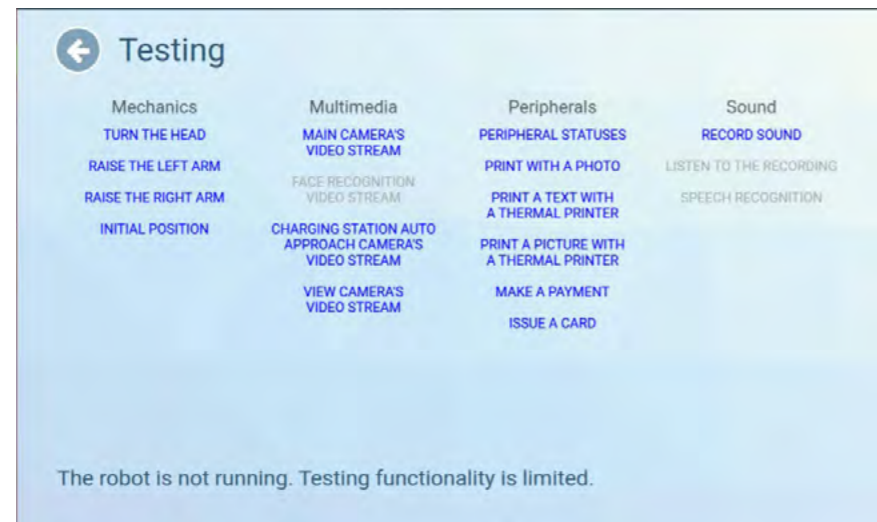 Testing
Mechanics
TURN THE HEAD
RAISE THE LEFT ARM
RAISE THE RIGHT ARM
INITIAL POSITION
Multimedia
MAIN CAMERA'S
VIDEO STREAM
FACE RECOGNITION
VIDEO STREAM
CHARGING STATION AUTO
APPROACH CAMERA'S
VIDEO STREAM
VIEW CAMERA'S
VIDEO STREAM
Peripherals
PERIPHERAL STATUSES
PRINT WITH A PHOTO
PRINT A TEXT WITH
A THERMAL PRINTER
PRINT A PICTURE WITH
A THERMAL PRINTER
MAKE A PAYMENT
ISSUE A CARD
Sound
RECORD SOUND
LISTEN TO THE RECORDING
SPEECH RECOGNITION
The robot is not running. Testing functionality is limited.